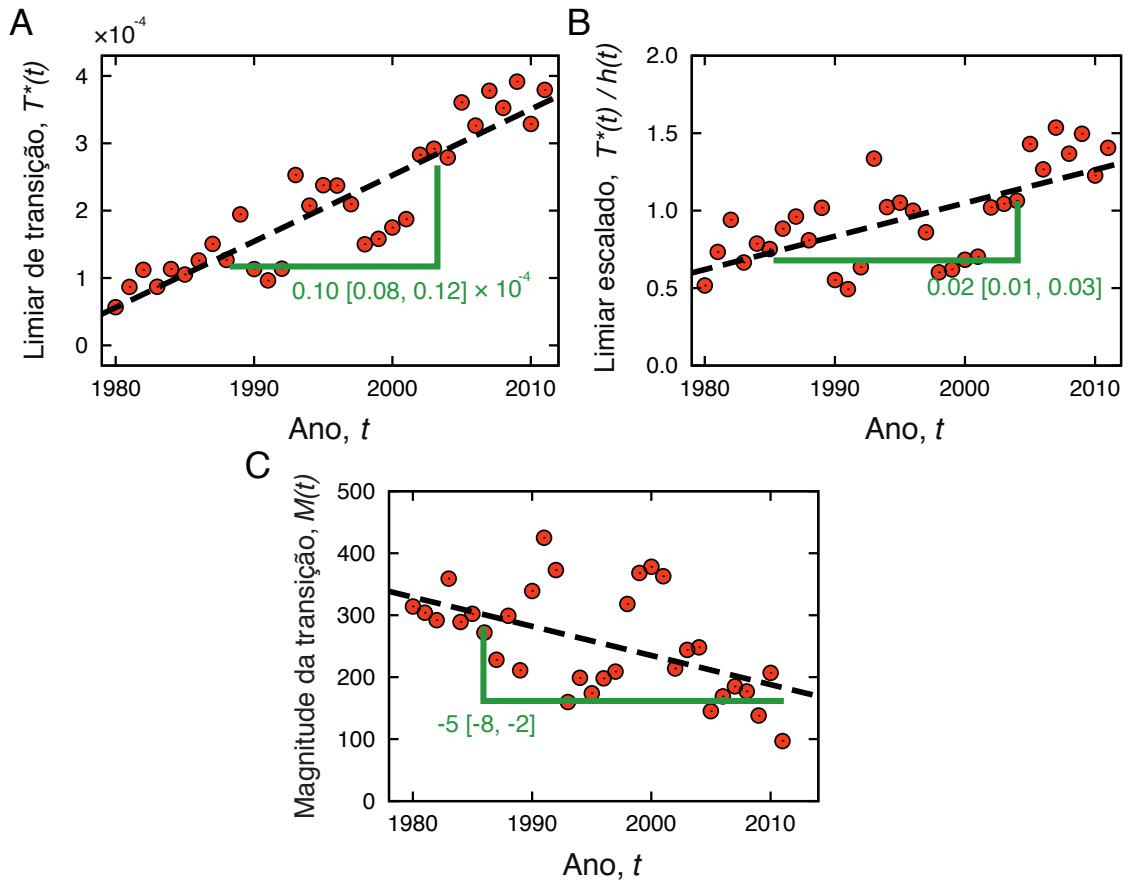 A
×10⁻⁴
Limiar de transição, T*(t)
4
3
2
1
0
0.10 [0.08, 0.12] × 10⁻⁴
1980 1990 2000 2010
Ano, t
B
Limiar escalado, T*(t) / h(t)
2.0
1.5
1.0
0.5
0.0
0.02 [0.01, 0.03]
1980 1990 2000 2010
Ano, t
C
Magnitude da transição, M(t)
500
400
300
200
100
0
-5 [-8, -2]
1980 1990 2000 2010
Ano, t